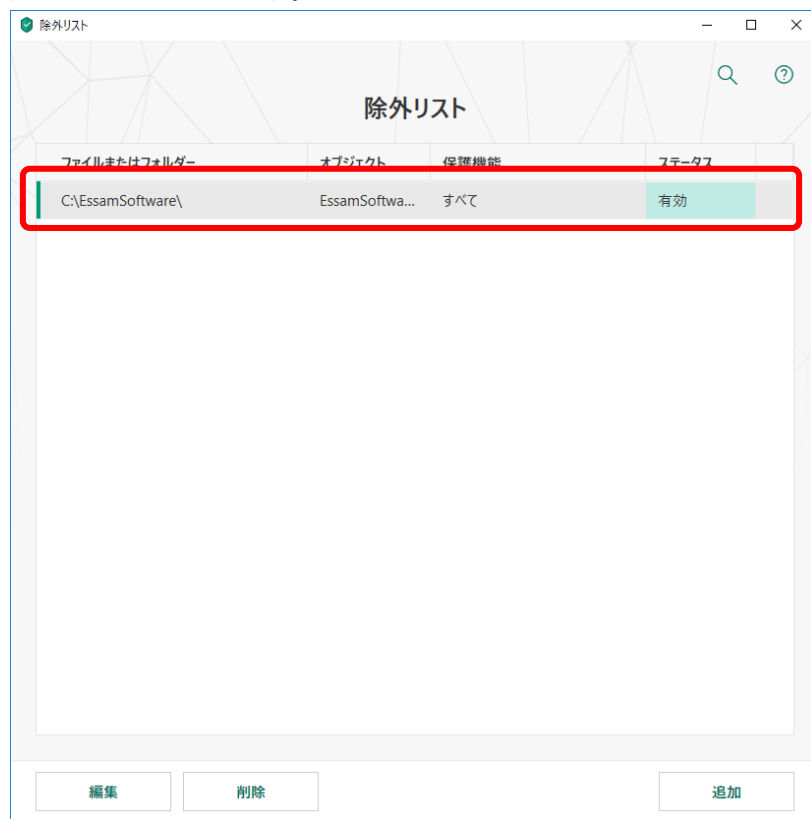 除外リスト
除外リスト
ファイルまたはフォルダー オブジェクト 保護機能 ステータス
C:\EssamSoftware\ EssamSoftwa... すべて 有効
編集 削除 追加